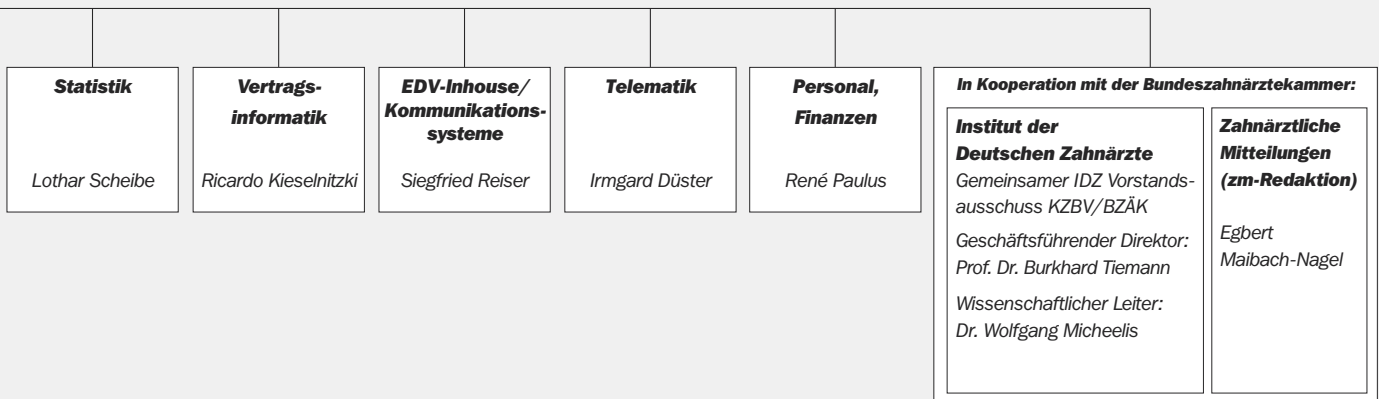 Statistik
Lothar Scheibe
Vertrags-
informatik
Ricardo Kieselnitzki
EDV-Inhouse/
Kommunikations-
systeme
Siegfried Reiser
Telematik
Irmgard Düster
Personal,
Finanzen
René Paulus
In Kooperation mit der Bundeszahnärztekammer:
Institut der
Deutschen Zahnärzte
Gemeinsamer IDZ Vorstands-
ausschuss KZBV/BZÄK
Geschäftsführender Direktor:
Prof. Dr. Burkhard Tiemann
Wissenschaftlicher Leiter:
Dr. Wolfgang Micheelis
Zahnärztliche
Mitteilungen
(zm-Redaktion)
Egbert
Maibach-Nagel